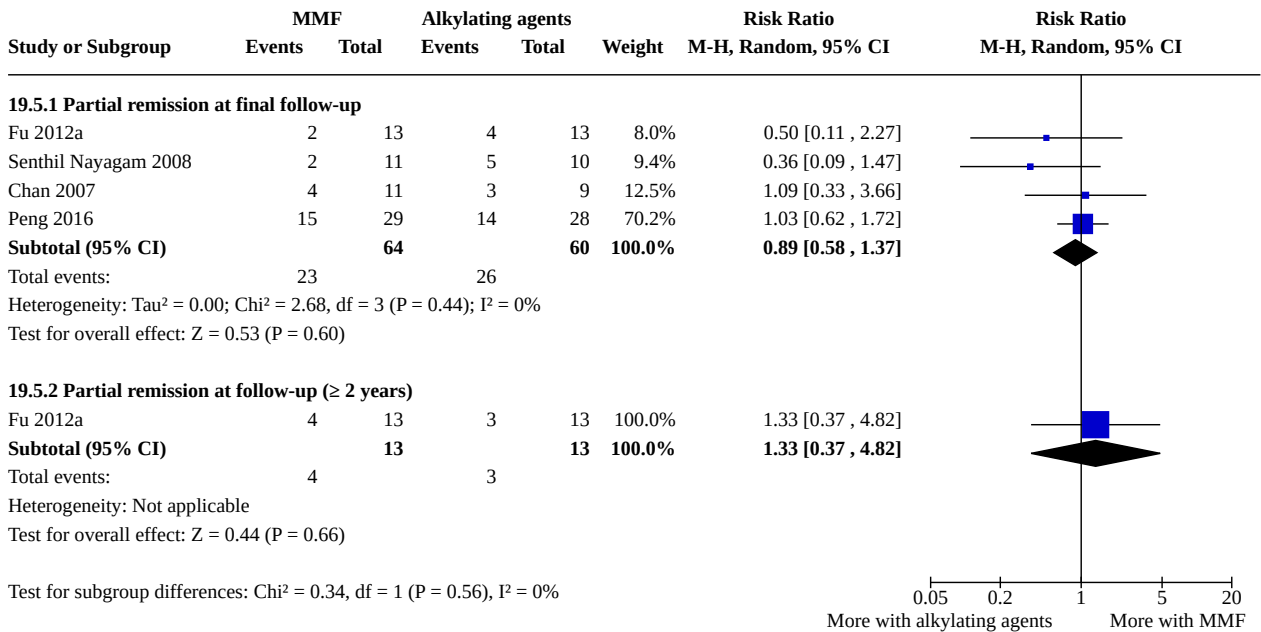 MMF Alkylating agents Risk Ratio Risk Ratio
Study or Subgroup Events Total Events Total Weight M-H, Random, 95% CI M-H, Random, 95% CI
19.5.1 Partial remission at final follow-up
Fu 2012a 2 13 4 13 8.0% 0.50 [0.11 , 2.27]
Senthil Nayagam 2008 2 11 5 10 9.4% 0.36 [0.09 , 1.47]
Chan 2007 4 11 3 9 12.5% 1.09 [0.33 , 3.66]
Peng 2016 15 29 14 28 70.2% 1.03 [0.62 , 1.72]
Subtotal (95% CI) 64 60 100.0% 0.89 [0.58 , 1.37]
Total events: 23 26
Heterogeneity: Tau² = 0.00; Chi² = 2.68, df = 3 (P = 0.44); I² = 0%
Test for overall effect: Z = 0.53 (P = 0.60)
19.5.2 Partial remission at follow-up (≥ 2 years)
Fu 2012a 4 13 3 13 100.0% 1.33 [0.37 , 4.82]
Subtotal (95% CI) 13 13 100.0% 1.33 [0.37 , 4.82]
Total events: 4 3
Heterogeneity: Not applicable
Test for overall effect: Z = 0.44 (P = 0.66)
Test for subgroup differences: Chi² = 0.34, df = 1 (P = 0.56), I² = 0%
0.05 0.2 1 5 20
More with alkylating agents More with MMF